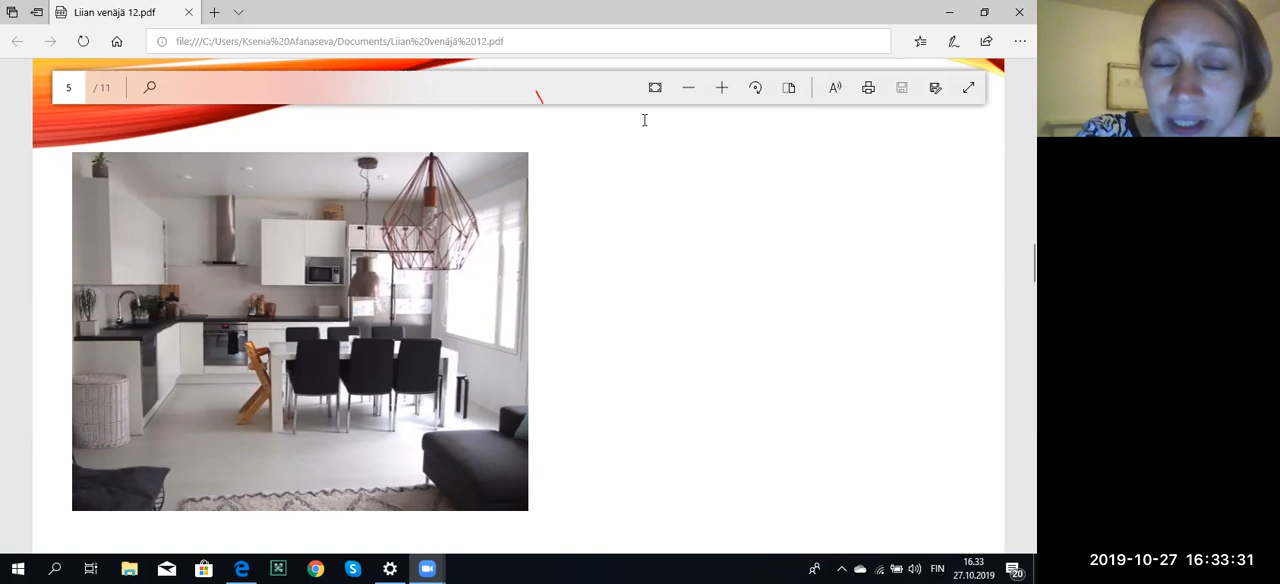 Liian venäjä 12.pdf
file:///C:/Users/Ksenia%20Afanaseva/Documents/Liian%20venäjä%2012.pdf
5 / 11
2019-10-27 16:33:31
FIN
16.33
27.10.2019
20